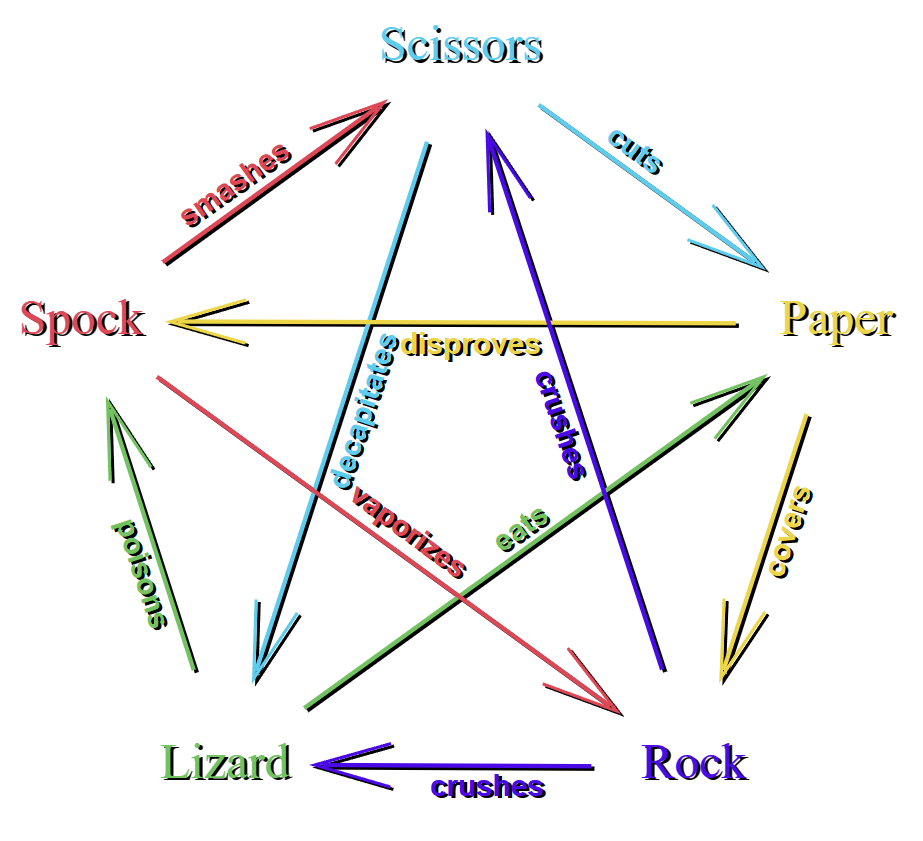 Scissors
smashes
cuts
Spock
Paper
disproves
decapitates
crushes
vaporizes
eats
covers
poisons
Lizard
Rock
crushes